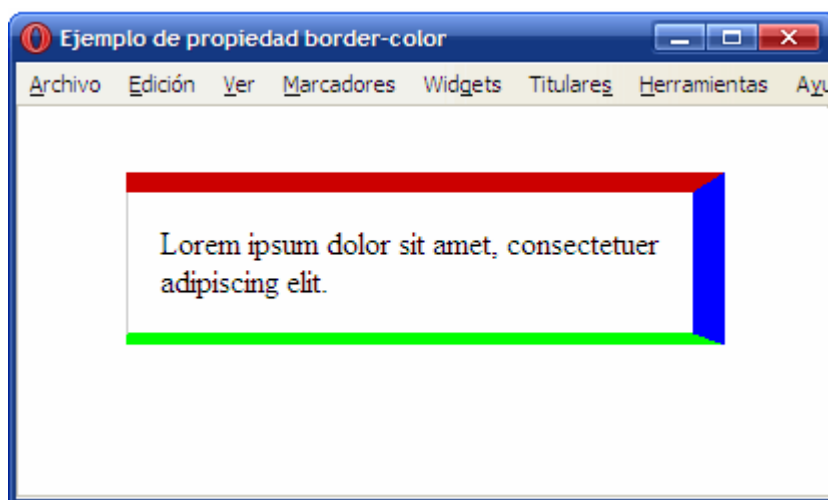 Ejemplo de propiedad border-color
Archivo Edición Ver Marcadores Widgets Titulares Herramientas Ayu
Lorem ipsum dolor sit amet, consectetuer
adipiscing elit.